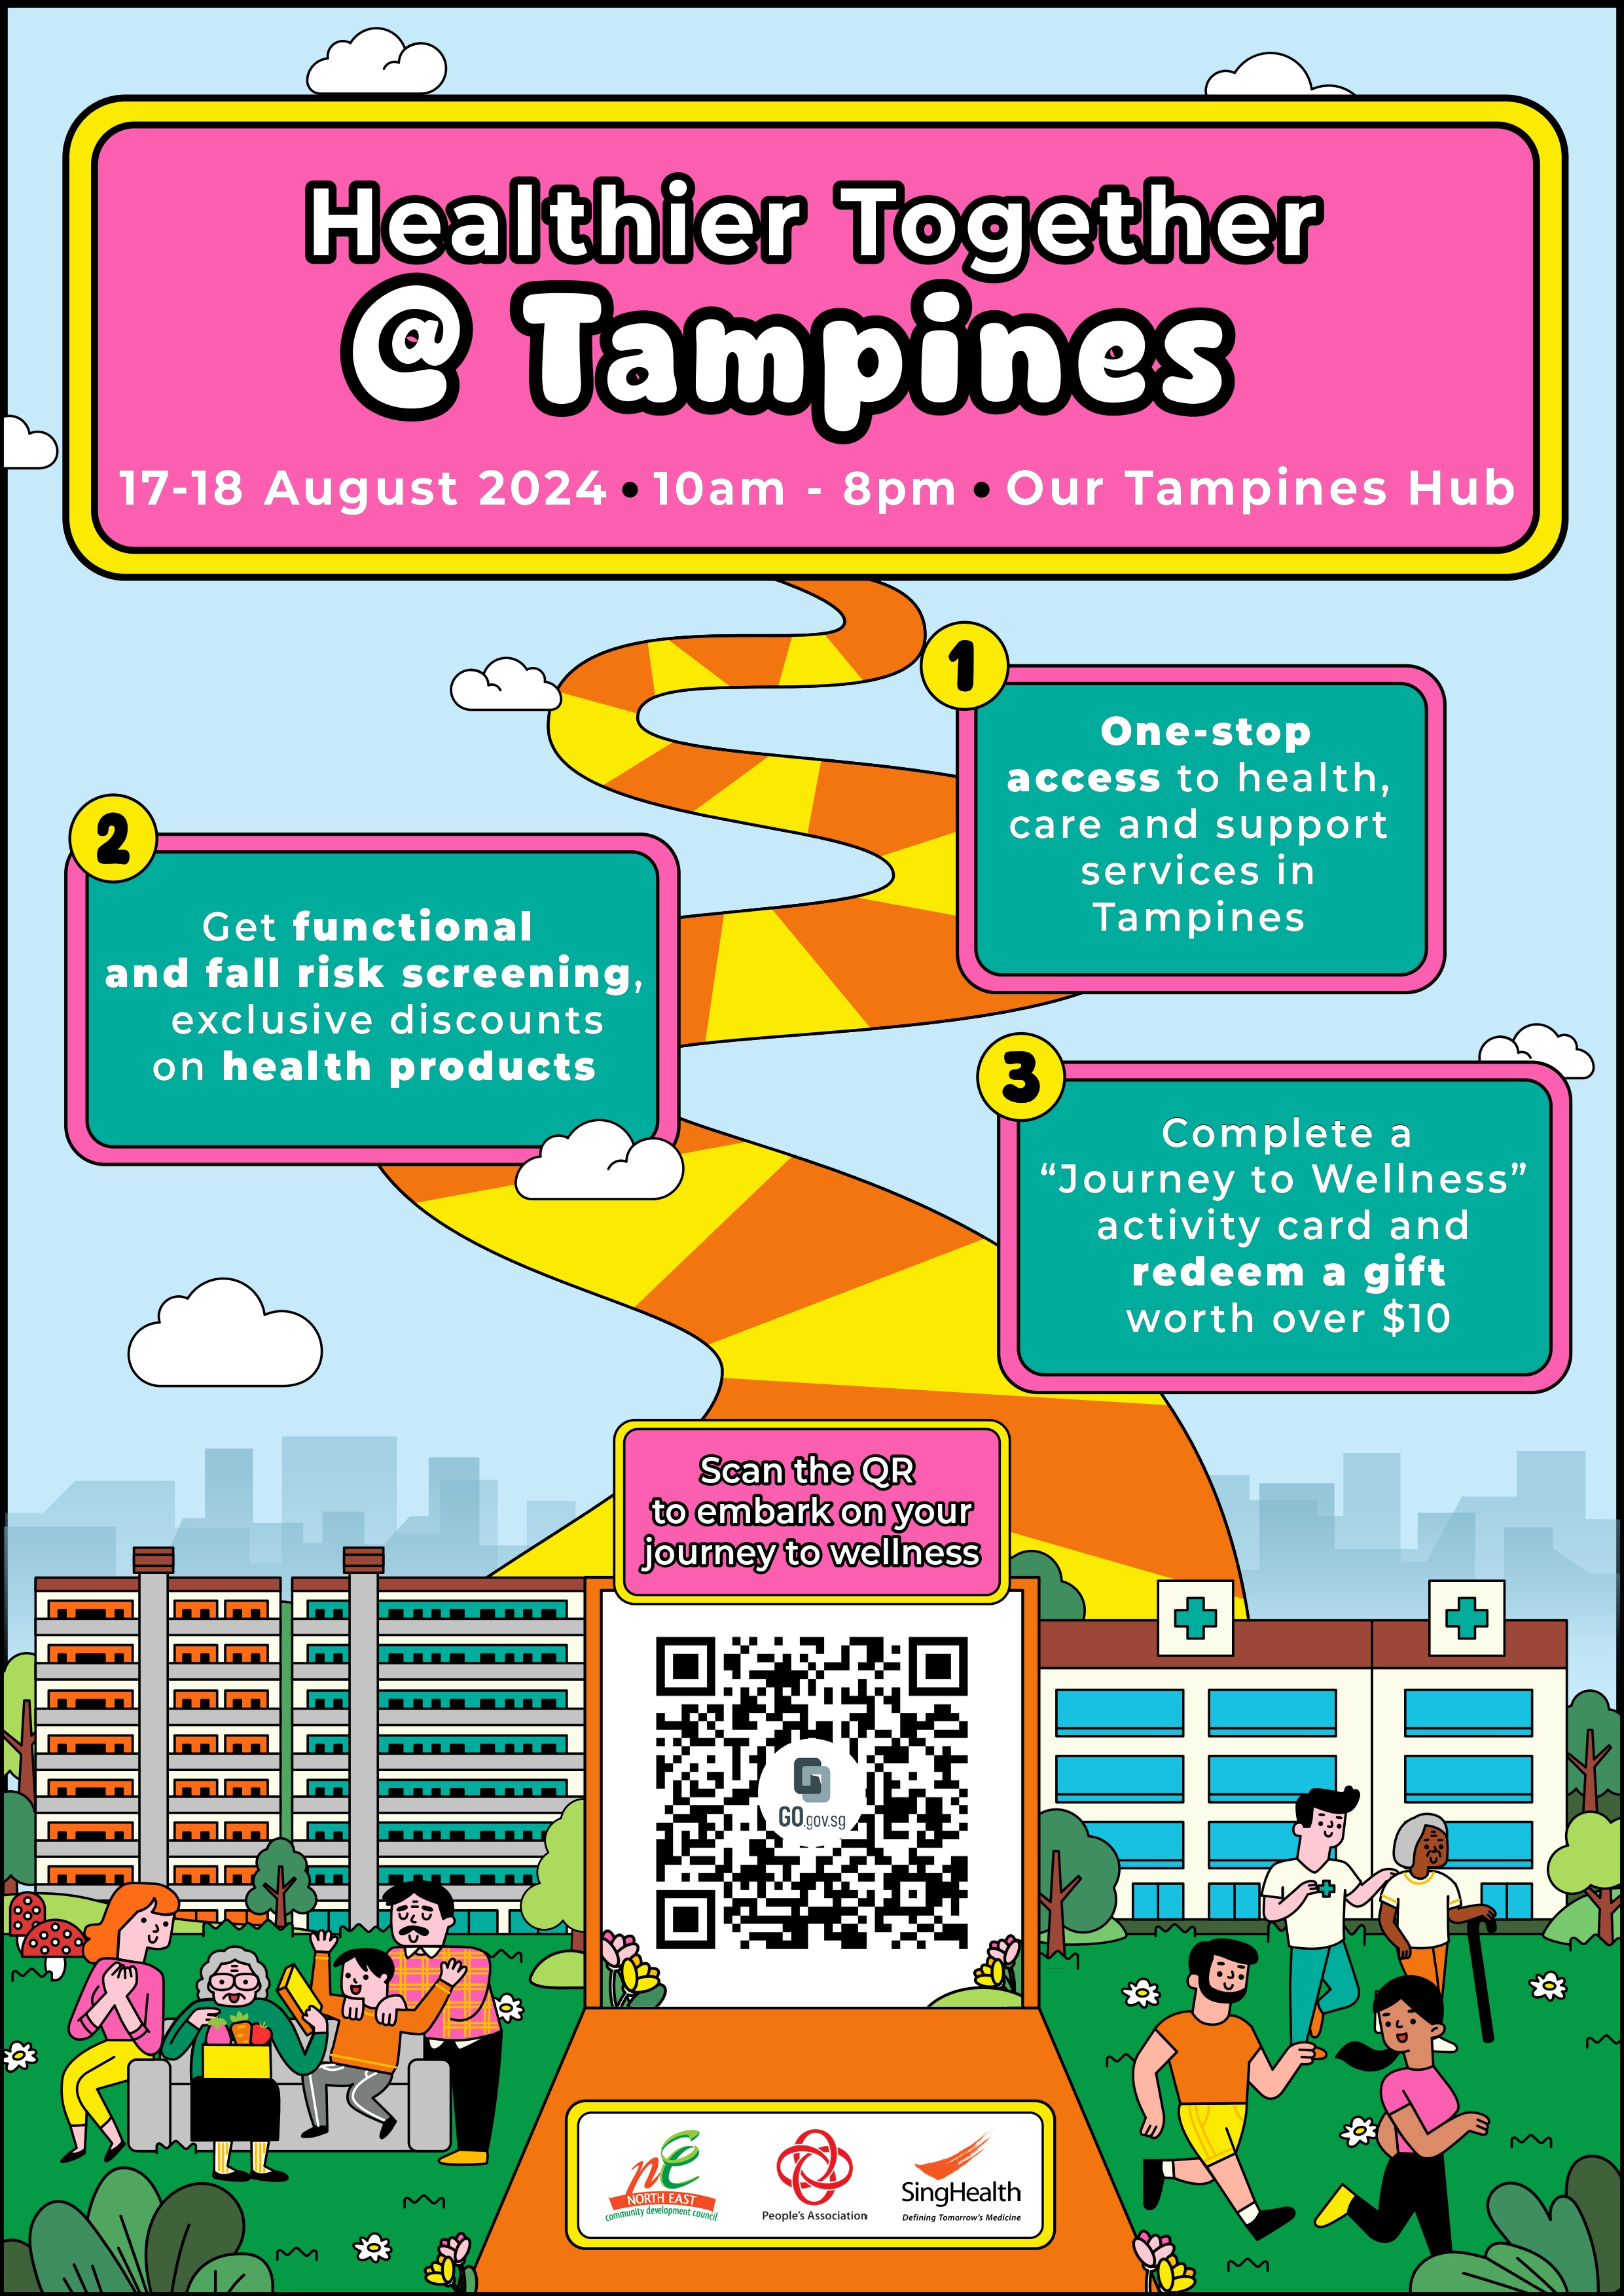 Healthier Together
@ Tampines
17-18 August 2024 • 10am - 8pm • Our Tampines Hub
1
One-stop
access to health,
care and support
services in
Tampines
2
Get functional
and fall risk screening,
exclusive discounts
on health products
3
Complete a
“Journey to Wellness”
activity card and
redeem a gift
worth over $10
Scan the QR
to embark on your
journey to wellness
GO.gov.sg
ne
NORTH EAST
community development council
People's Association
SingHealth
Defining Tomorrow's Medicine